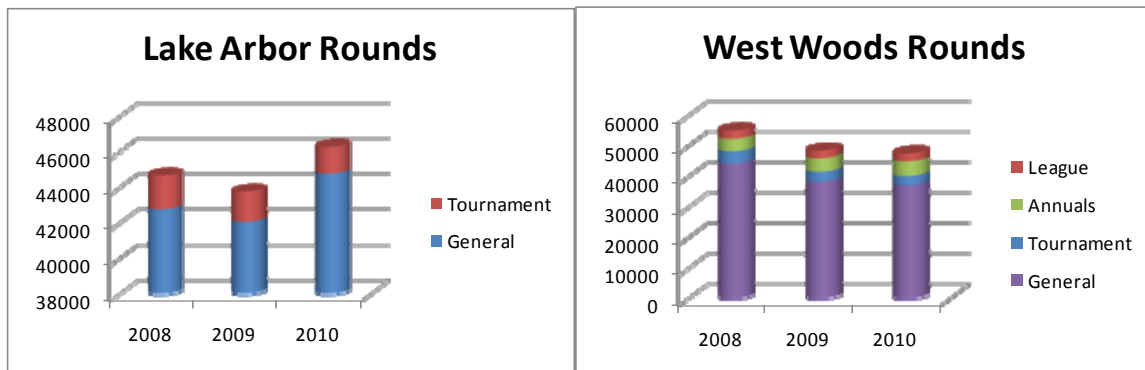 Lake Arbor Rounds
48000
46000
44000
42000
40000
38000
2008
2009
2010
Tournament
General
West Woods Rounds
60000
50000
40000
30000
20000
10000
0
2008
2009
2010
League
Annuals
Tournament
General